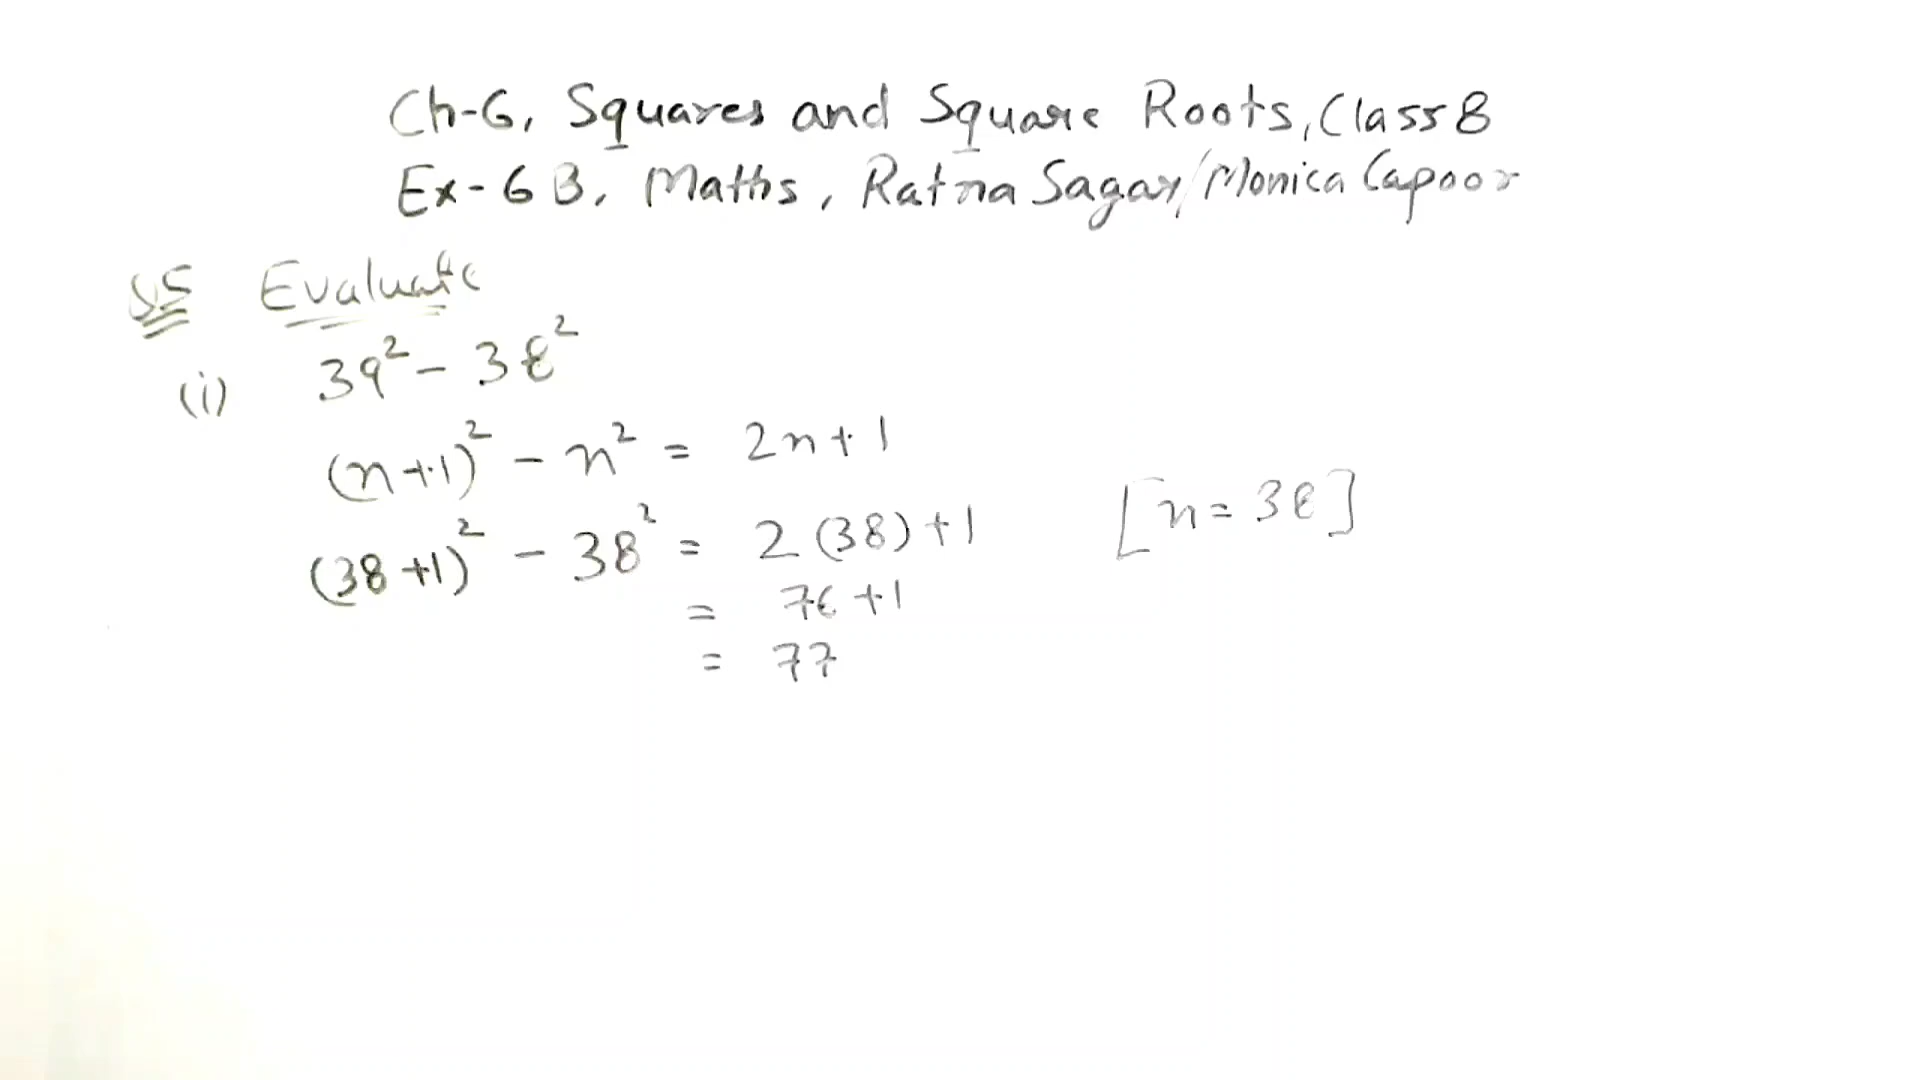 Ch-6, Squares and Square Roots, Class 8
Ex-6B, Maths, Ratna Sagar/Monica Capoor
Q5 Evaluate
(i) 39² - 38²
(n+1)² - n² = 2n+1
(38+1)² - 38² = 2(38)+1 [n=38]
= 76+1
= 77